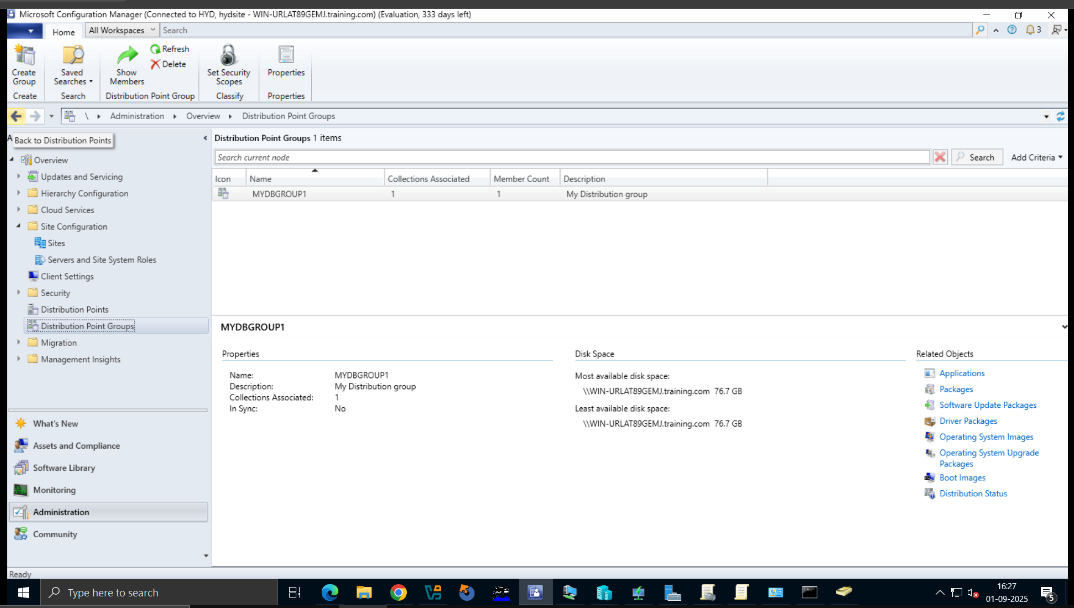 Microsoft Configuration Manager (Connected to HYD, hydsite - WIN-URLAT89GEMJ.training.com) (Evaluation, 333 days left)
Home All Workspaces Search 3
Create Group
Saved Searches
Show Members
Refresh
Delete
Set Security Scopes
Properties
Create Search Distribution Point Group Classify Properties
\ Administration Overview Distribution Point Groups
A
Back to Distribution Points
Overview
Updates and Servicing
Hierarchy Configuration
Cloud Services
Site Configuration
Sites
Servers and Site System Roles
Client Settings
Security
Distribution Points
Distribution Point Groups
Migration
Management Insights
What's New
Assets and Compliance
Software Library
Monitoring
Administration
Community
Distribution Point Groups 1 items
Search current node Search Add Criteria
Icon Name Collections Associated Member Count Description
MYDBGROUP1 1 1 My Distribution group
MYDBGROUP1
Properties
Name: MYDBGROUP1
Description: My Distribution group
Collections Associated: 1
In Sync: No
Disk Space
Most available disk space:
\\WIN-URLAT89GEMJ.training.com 76.7 GB
Least available disk space:
\\WIN-URLAT89GEMJ.training.com 76.7 GB
Related Objects
Applications
Packages
Software Update Packages
Driver Packages
Operating System Images
Operating System Upgrade
Packages
Boot Images
Distribution Status
Ready
Type here to search
16:27
01-09-2025
5